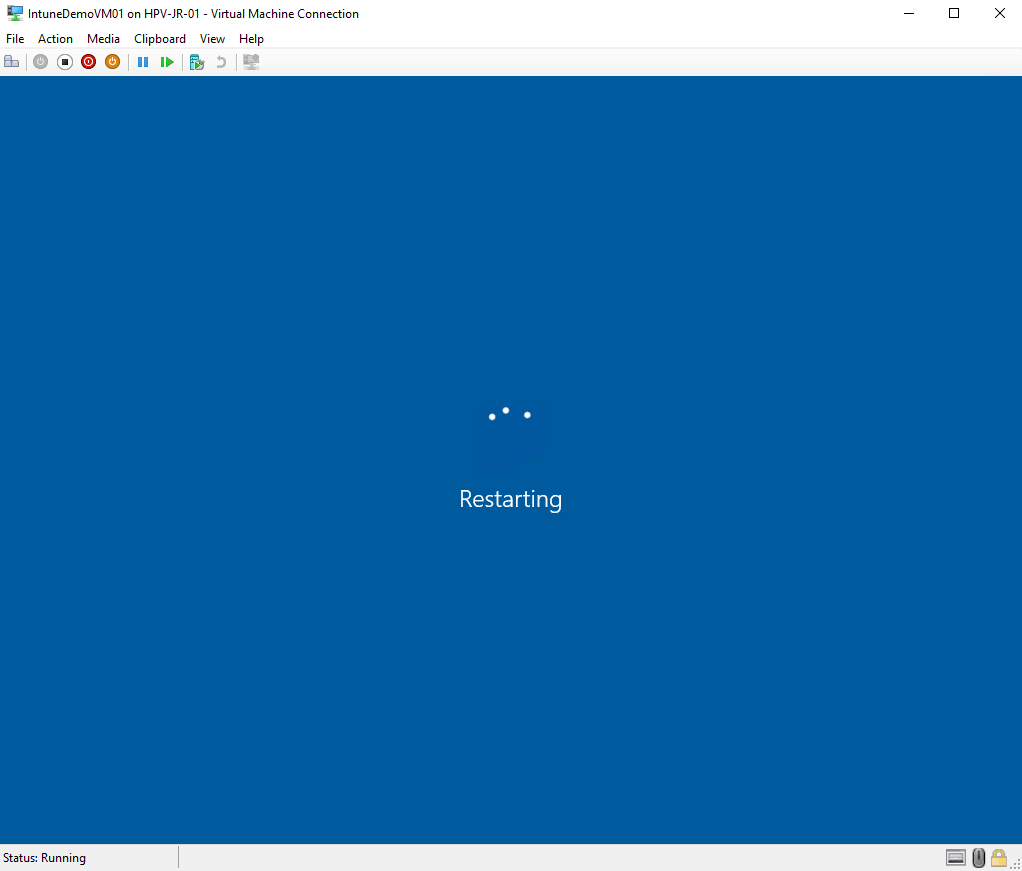 IntuneDemoVM01 on HPV-JR-01 - Virtual Machine Connection
File Action Media Clipboard View Help
Restarting
Status: Running